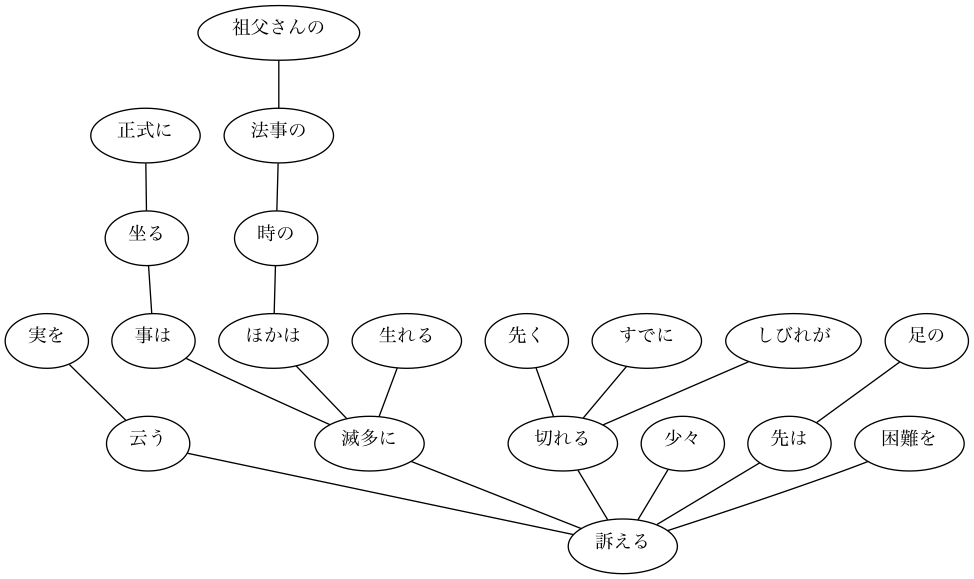 祖父さんの
正式に
法事の
坐る
時の
実を
事は
ほかは
生れる
先く
すでに
しびれが
足の
云う
滅多に
切れる
少々
先は
困難を
訴える